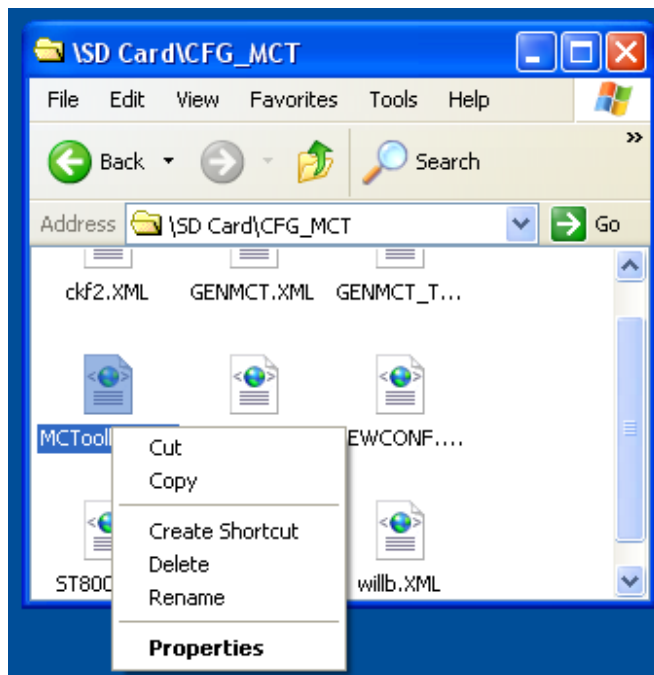 \SD Card\CFG_MCT
File Edit View Favorites Tools Help
Back Search »
Address \SD Card\CFG_MCT Go
ckf2.XML GENMCT.XML GENMCT_T...
MCTool EWCONF....
Cut
Copy
Create Shortcut
Delete
Rename
Properties
willb.XML